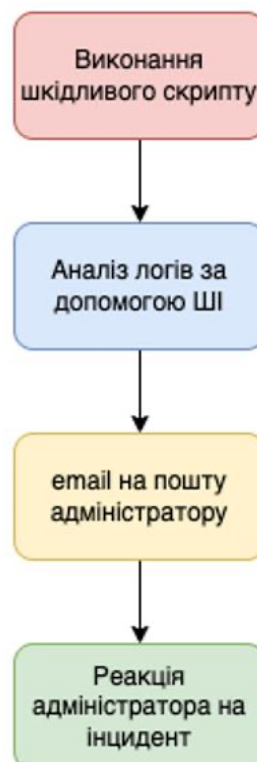 Виконання
шкідливого скрипту
Аналіз логів за
допомогою ШІ
email на пошту
адміністратору
Реакція
адміністратора на
інцидент